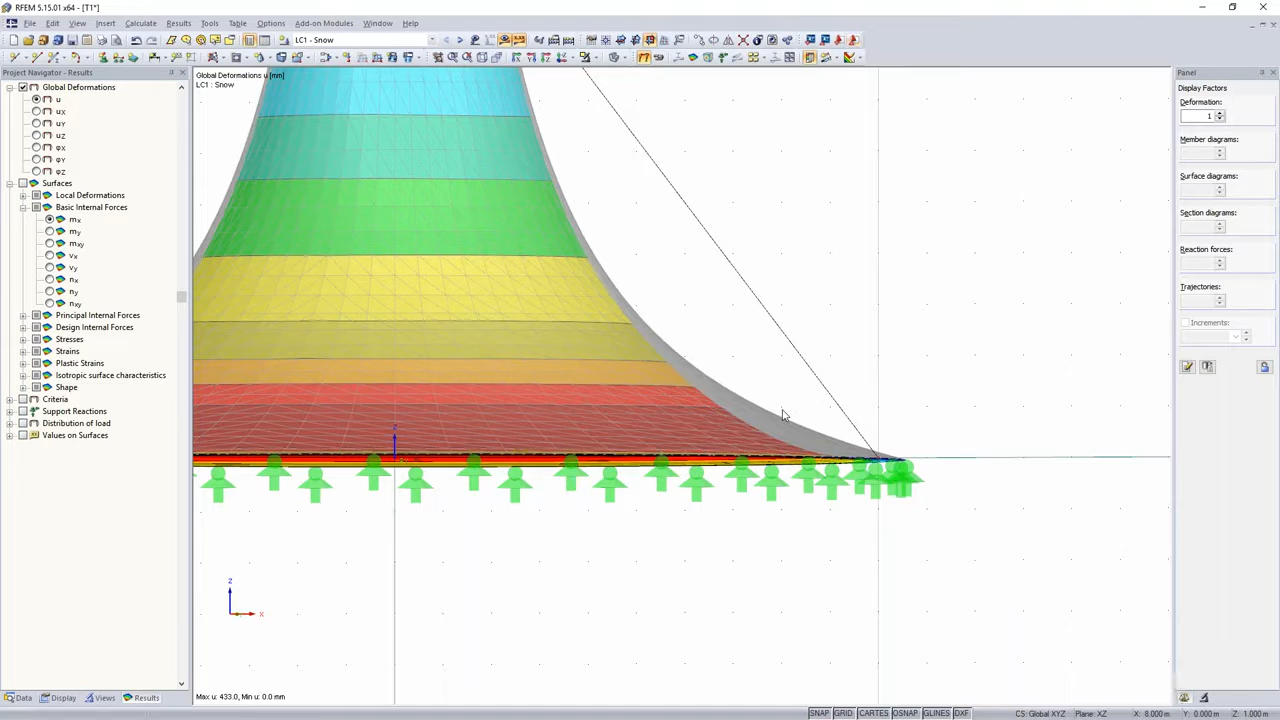 RFEM 5.15.01 x64 - [T1*]
File Edit View Insert Calculate Results Tools Table Options Add-on Modules Window Help
LC1 - Snow
Project Navigator - Results
Global Deformations
u
uX
uY
uZ
φX
φY
φZ
Surfaces
Local Deformations
Basic Internal Forces
mx
my
mxy
vx
vy
nx
ny
nxy
Principal Internal Forces
Design Internal Forces
Stresses
Strains
Plastic Strains
Isotropic surface characteristics
Shape
Criteria
Support Reactions
Distribution of load
Values on Surfaces
Data Display Views Results
Global Deformations u [mm]
LC1 : Snow
z
z
x
Max u: 433.0, Min u: 0.0 mm
Panel
Display Factors
Deformation:
1
Member diagrams:
Surface diagrams:
Section diagrams:
Reaction forces:
Trajectories:
Increments:
SNAP GRID CARTES OSNAP GLINES DXF CS: Global XYZ Plane: XZ X: 8.000 m Y: 0.000 m Z: 1.000 m